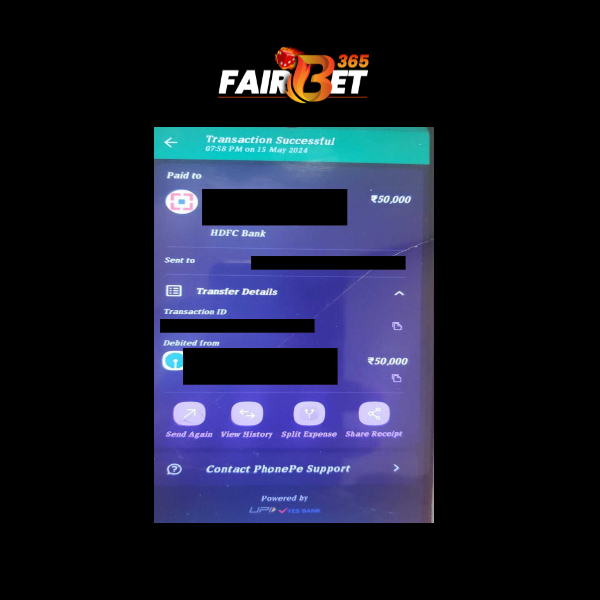 FAIRBET 365
Transaction Successful
07:58 PM on 15 May 2024
Paid to
₹50,000
HDFC Bank
Sent to
Transfer Details
Transaction ID
Debited from
₹50,000
Send Again View History Split Expense Share Receipt
Contact PhonePe Support
Powered by
UPI YES BANK